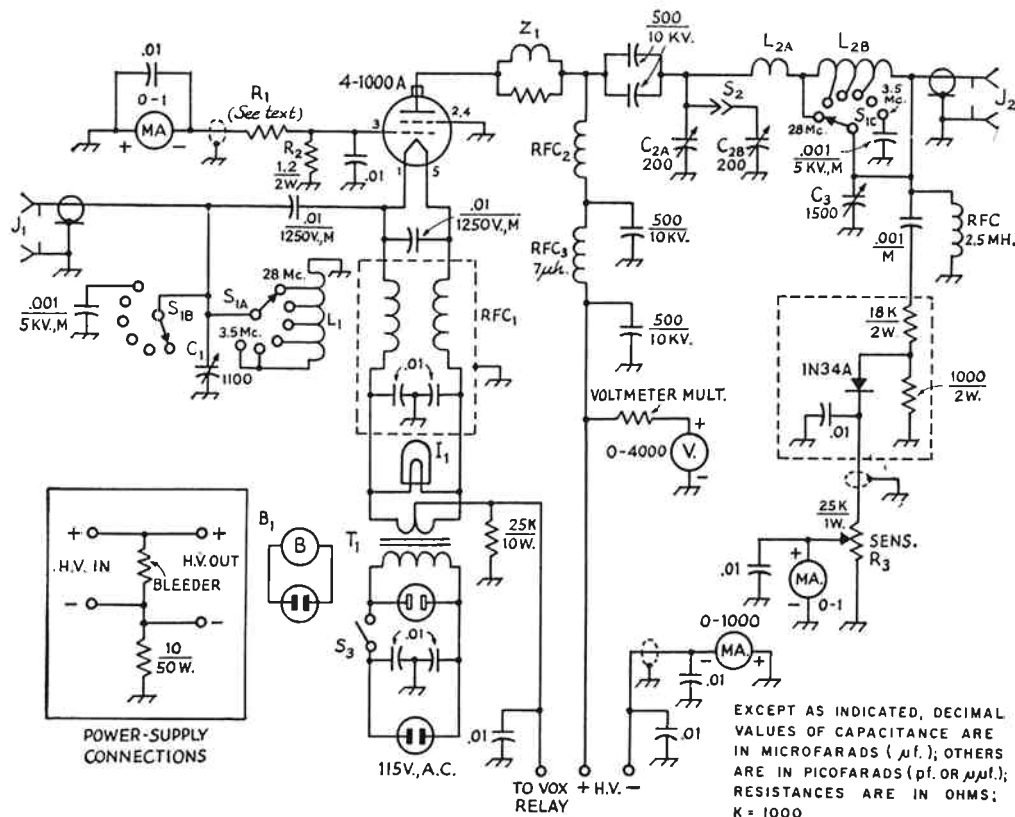 .01
0-1
MA
+ -
R1
(See text)
4-1000A
Z1
500
10 KV.
L2A
L2B
3.5
Mc.
J2
S2
S1C
28 Mc.
.001
5KV,M
C2A
200
C2B
200
C3
1500
RFC
2.5MH.
.001
M
3
2,4
1
5
R2
1.2
2W.
.01
RFC2
RFC3
7μh.
500
10KV.
500
10KV.
J1
.01
1250V.,M
.01
1250V.,M
.001
5KV.,M
S1B
C1
1100
S1A
28 Mc.
3.5Mc.
L1
RFC1
.01
18K
2W.
1N34A
1000
2W.
.01
VOLTMETER MULT.
+
0-4000
V.
-
I1
25K
10W.
T1
B1
B
S3
.01
115V., A.C.
.01
25K
1W.
SENS.
R3
.01
+
MA.
-
0-1
0-1000
MA.
- +
.01
.01
TO VOX
RELAY
+ H.V. -
+ +
H.V. IN
H.V. OUT
BLEEDER
- -
10
50W.
POWER-SUPPLY
CONNECTIONS
EXCEPT AS INDICATED, DECIMAL
VALUES OF CAPACITANCE ARE
IN MICROFARADS (μf.); OTHERS
ARE IN PICOFARADS (pf. OR μμf.);
RESISTANCES ARE IN OHMS;
K = 1000